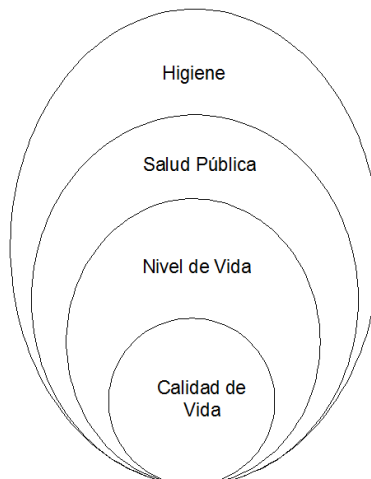 Higiene
Salud Pública
Nivel de Vida
Calidad de
Vida